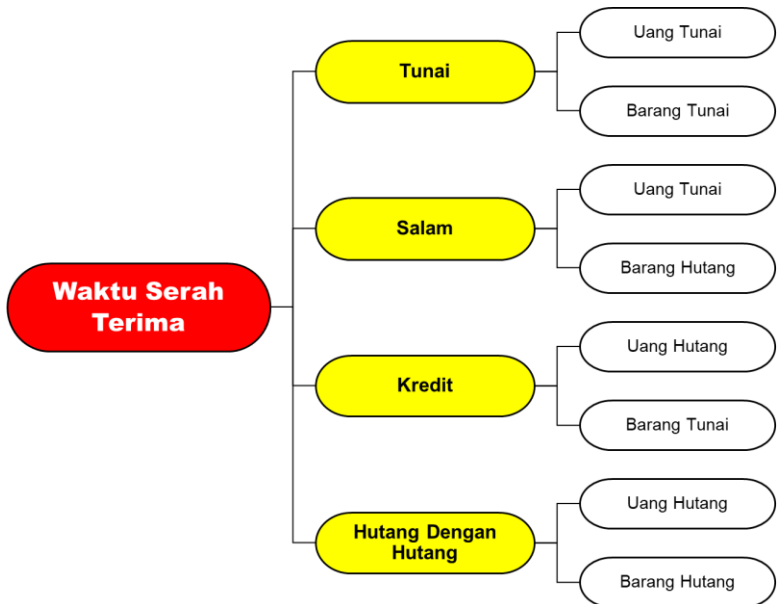 Waktu Serah
Terima
Tunai
Uang Tunai
Barang Tunai
Salam
Uang Tunai
Barang Hutang
Kredit
Uang Hutang
Barang Tunai
Hutang Dengan
Hutang
Uang Hutang
Barang Hutang